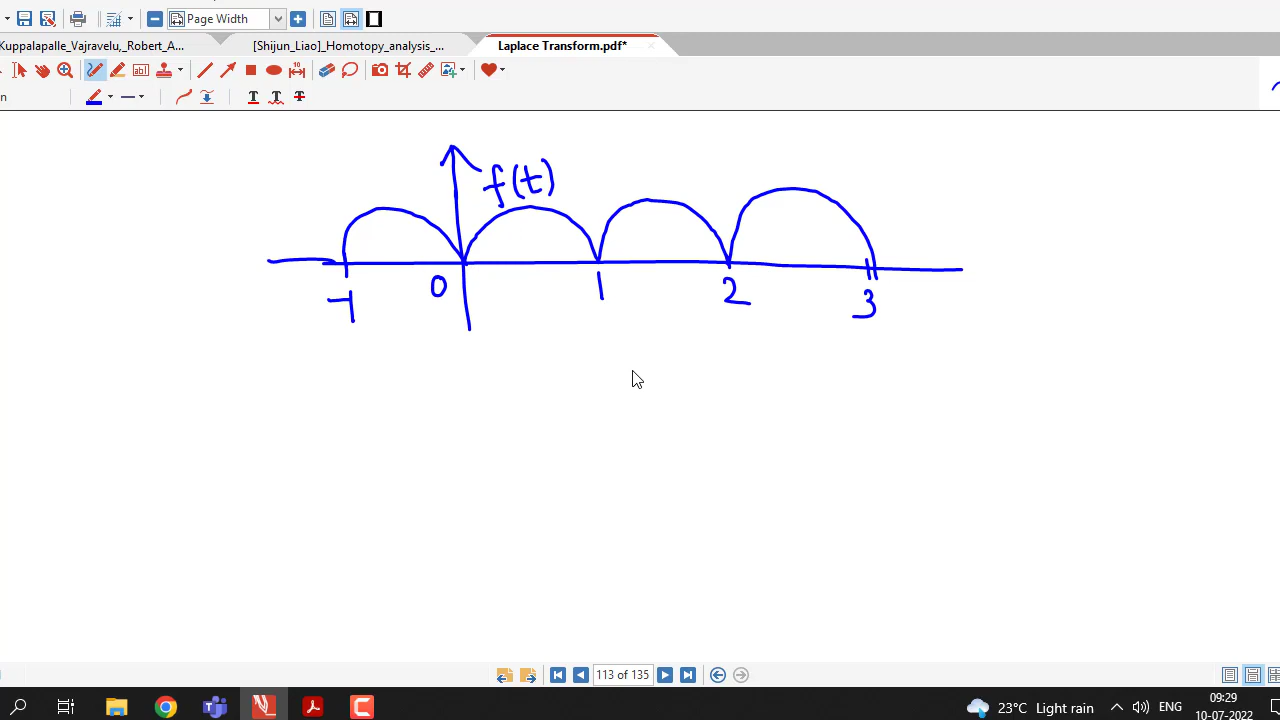 Page Width
Kuppalapalle_Vajravelu,_Robert_A...
[Shijun_Liao]_Homotopy_analysis_...
Laplace Transform.pdf*
n
f(t)
-1 0 1 2 3
113 of 135
23°C Light rain
ENG
09:29
10-07-2022